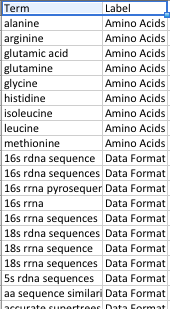 Term Label
alanine Amino Acids
arginine Amino Acids
glutamic acid Amino Acids
glutamine Amino Acids
glycine Amino Acids
histidine Amino Acids
isoleucine Amino Acids
leucine Amino Acids
methionine Amino Acids
16s rdna sequence Data Format
16s rdna sequences Data Format
16s rrna pyrosequer Data Format
16s rrna Data Format
16s rrna sequences Data Format
18s rdna sequences Data Format
18s rrna sequence Data Format
18s rrna sequences Data Format
5s rdna sequences Data Format
aa sequence similari Data Format
accurate supertrees Data Format